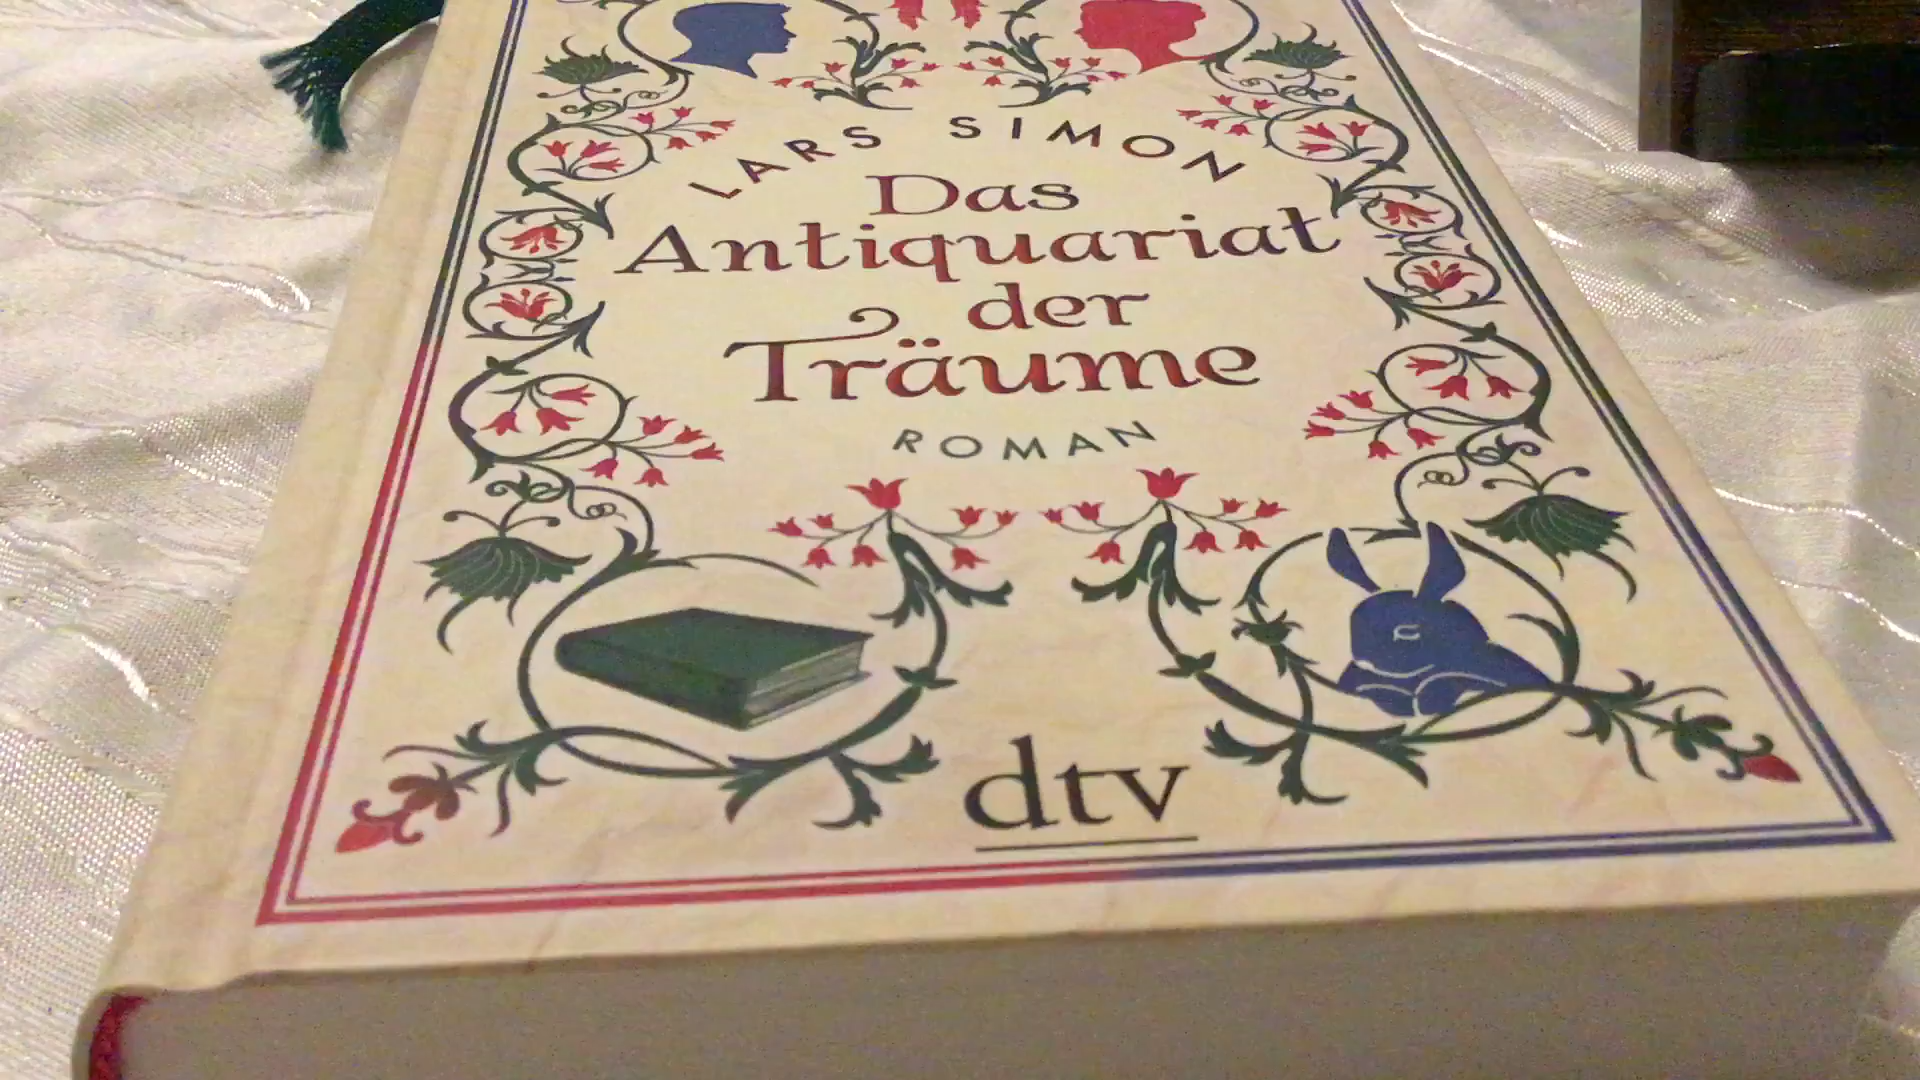 LARS SIMON
Das
Antiquariat
der
Träume
ROMAN
dtv